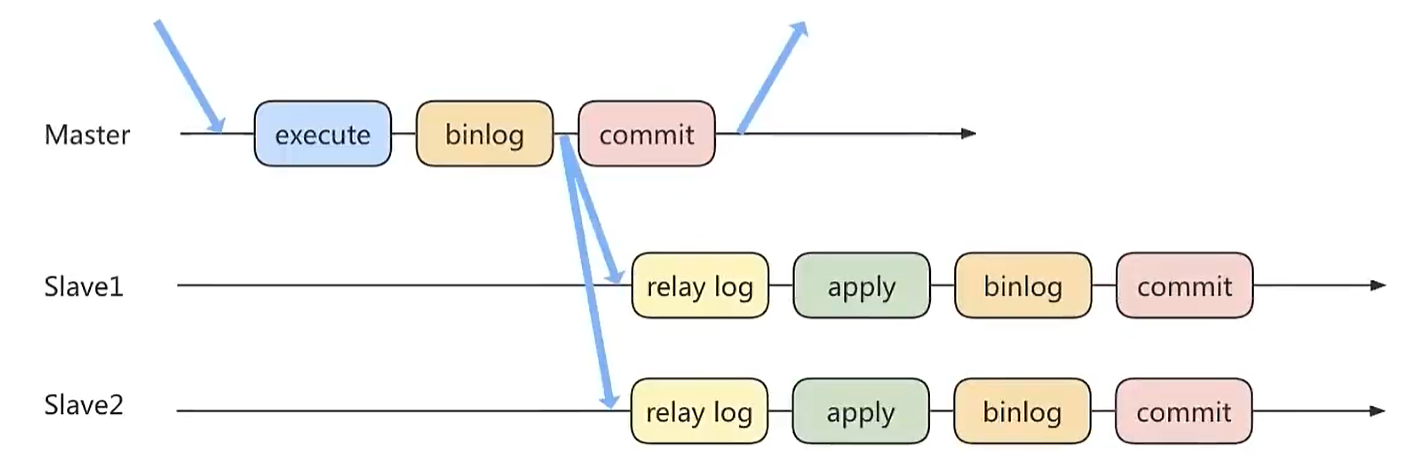 Master execute binlog commit
Slave1 relay log apply binlog commit
Slave2 relay log apply binlog commit